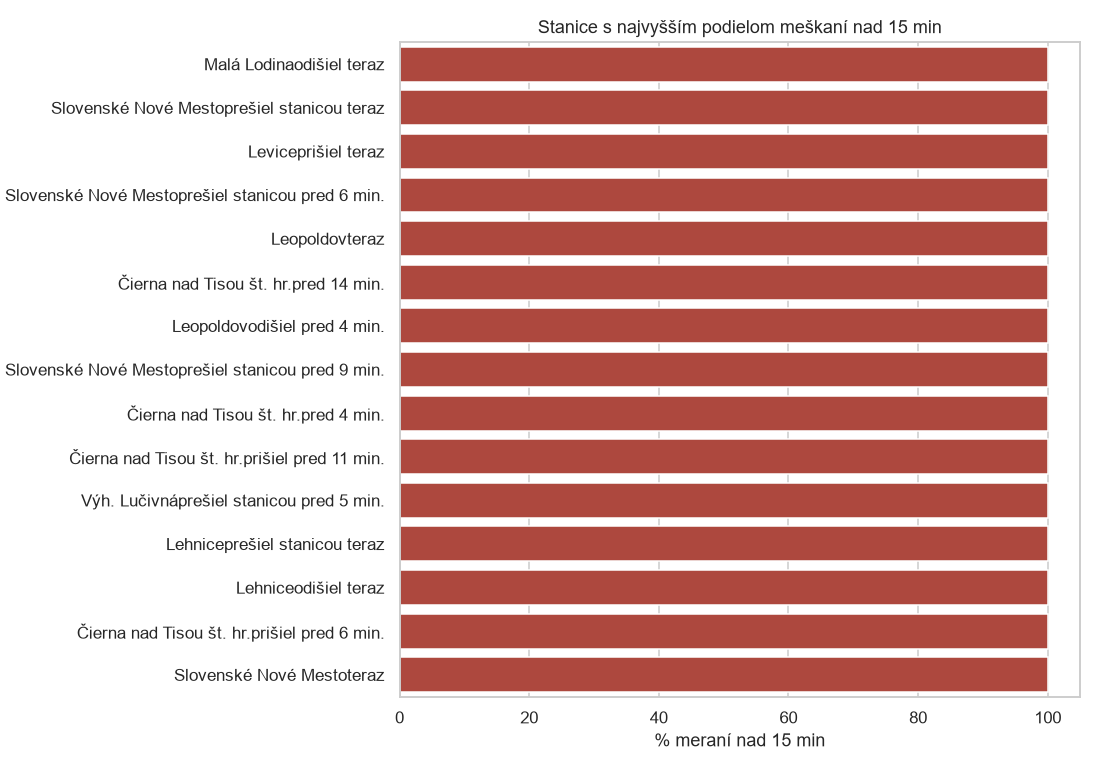 Stanice s najvyšším podielom meškaní nad 15 min
Malá Lodinaodišiel teraz
Slovenské Nové Mestoprešiel stanicou teraz
Leviceprišiel teraz
Slovenské Nové Mestoprešiel stanicou pred 6 min.
Leopoldovteraz
Čierna nad Tisou št. hr.pred 14 min.
Leopoldovodišiel pred 4 min.
Slovenské Nové Mestoprešiel stanicou pred 9 min.
Čierna nad Tisou št. hr.pred 4 min.
Čierna nad Tisou št. hr.prišiel pred 11 min.
Výh. Lučivnáprešiel stanicou pred 5 min.
Lehniceprešiel stanicou teraz
Lehniceodišiel teraz
Čierna nad Tisou št. hr.prišiel pred 6 min.
Slovenské Nové Mestoteraz
0 20 40 60 80 100
% meraní nad 15 min